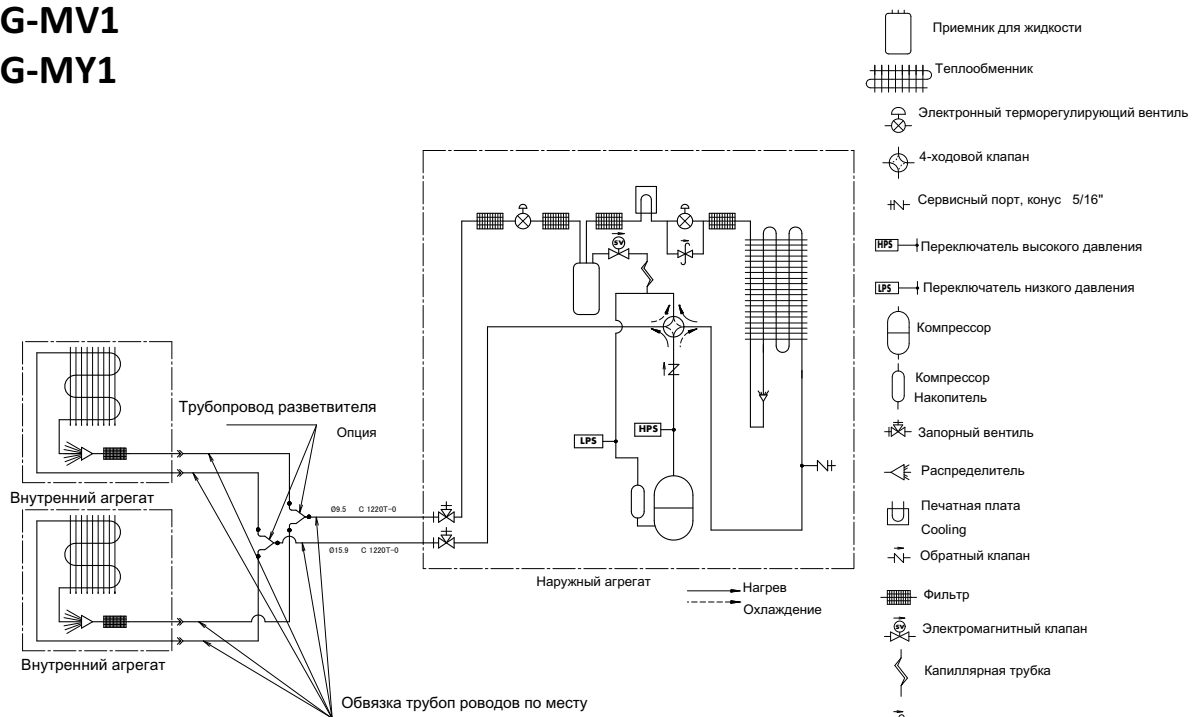 G-MV1
G-MY1
Приемник для жидкости
Теплообменник
Электронный терморегулирующий вентиль
4-ходовой клапан
Сервисный порт, конус 5/16"
HPS
Переключатель высокого давления
LPS
Переключатель низкого давления
Компрессор
Компрессор
Накопитель
Запорный вентиль
Распределитель
Печатная плата
Cooling
Обратный клапан
Фильтр
SV
Электромагнитный клапан
Капиллярная трубка
SV
LPS
HPS
Трубопровод разветвителя
Опция
Внутренний агрегат
Ø9.5 C 1220T-O
Ø15.9 C 1220T-O
Наружный агрегат
Нагрев
Охлаждение
Внутренний агрегат
Обвязка трубоп роводов по месту